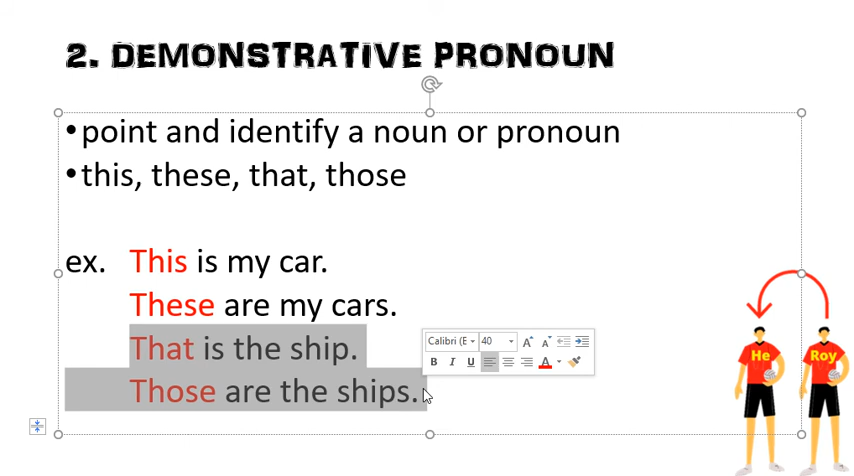 2. DEMONSTRATIVE PRONOUN
•point and identify a noun or pronoun
•this, these, that, those
ex. This is my car.
These are my cars.
That is the ship.
Those are the ships.
Calibri (E 40 A A
B I U A
He Roy